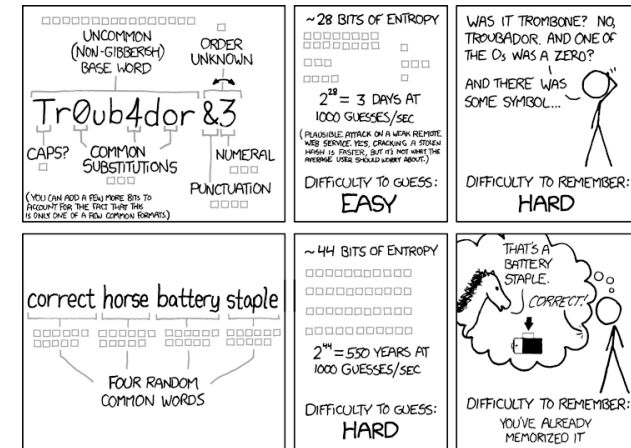 UNCOMMON
(NON-GIBBERISH)
BASE WORD
ORDER
UNKNOWN
Tr0ub4dor &3
CAPS?
COMMON
SUBSTITUTIONS
NUMERAL
PUNCTUATION
(YOU CAN ADD A FEW MORE BITS TO
ACCOUNT FOR THE FACT THAT THIS
IS ONLY ONE OF A FEW COMMON FORMATS.)
~28 BITS OF ENTROPY
2²⁸ = 3 DAYS AT
1000 GUESSES/SEC
(PLAUSIBLE ATTACK ON A WEAK REMOTE
WEB SERVICE. YES, CRACKING A STOLEN
HASH IS FASTER, BUT IT'S NOT WHAT THE
AVERAGE USER SHOULD WORRY ABOUT.)
DIFFICULTY TO GUESS:
EASY
WAS IT TROMBONE? NO,
TROUBADOR. AND ONE OF
THE Os WAS A ZERO?
AND THERE WAS
SOME SYMBOL...
DIFFICULTY TO REMEMBER:
HARD
correct horse battery staple
FOUR RANDOM
COMMON WORDS
~44 BITS OF ENTROPY
2⁴⁴ = 550 YEARS AT
1000 GUESSES/SEC
DIFFICULTY TO GUESS:
HARD
THAT'S A
BATTERY
STAPLE.
CORRECT!
DIFFICULTY TO REMEMBER:
YOU'VE ALREADY
MEMORIZED IT